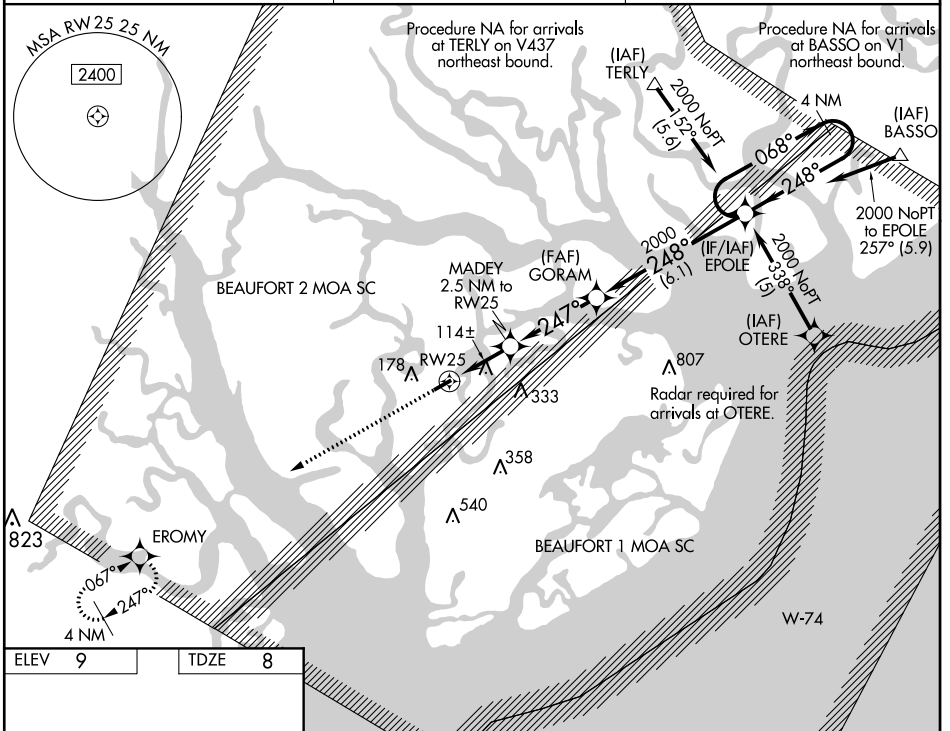 MSA RW25 25 NM
2400
Procedure NA for arrivals
at TERLY on V437
northeast bound.
Procedure NA for arrivals
at BASSO on V1
northeast bound.
(IAF)
TERLY
2000 NoPT
152°
(5.6)
4 NM
(IAF)
BASSO
068°
248°
2000 NoPT
to EPOLE
257° (5.9)
(IF/IAF)
EPOLE
2000
248°
(6.1)
2000 NoPT
338°
(5)
(IAF)
OTERE
Radar required for
arrivals at OTERE.
(FAF)
GORAM
247°
MADEY
2.5 NM to
RW25
BEAUFORT 2 MOA SC
114±
178
RW25
333
807
358
540
823
EROMY
067°
247°
4 NM
BEAUFORT 1 MOA SC
W-74
ELEV 9
TDZE 8